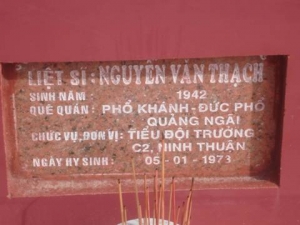 LIỆT SĨ : NGUYỄN VĂN THẠCH
SINH NĂM : 1942
QUÊ QUÁN : PHỔ KHÁNH-ĐỨC PHỔ
QUẢNG NGÃI
CHỨC VỤ, ĐƠN VỊ: TIỂU ĐỘI TRƯỞNG
C2, NINH THUẬN
NGÀY HY SINH : 05 - 01 - 1973